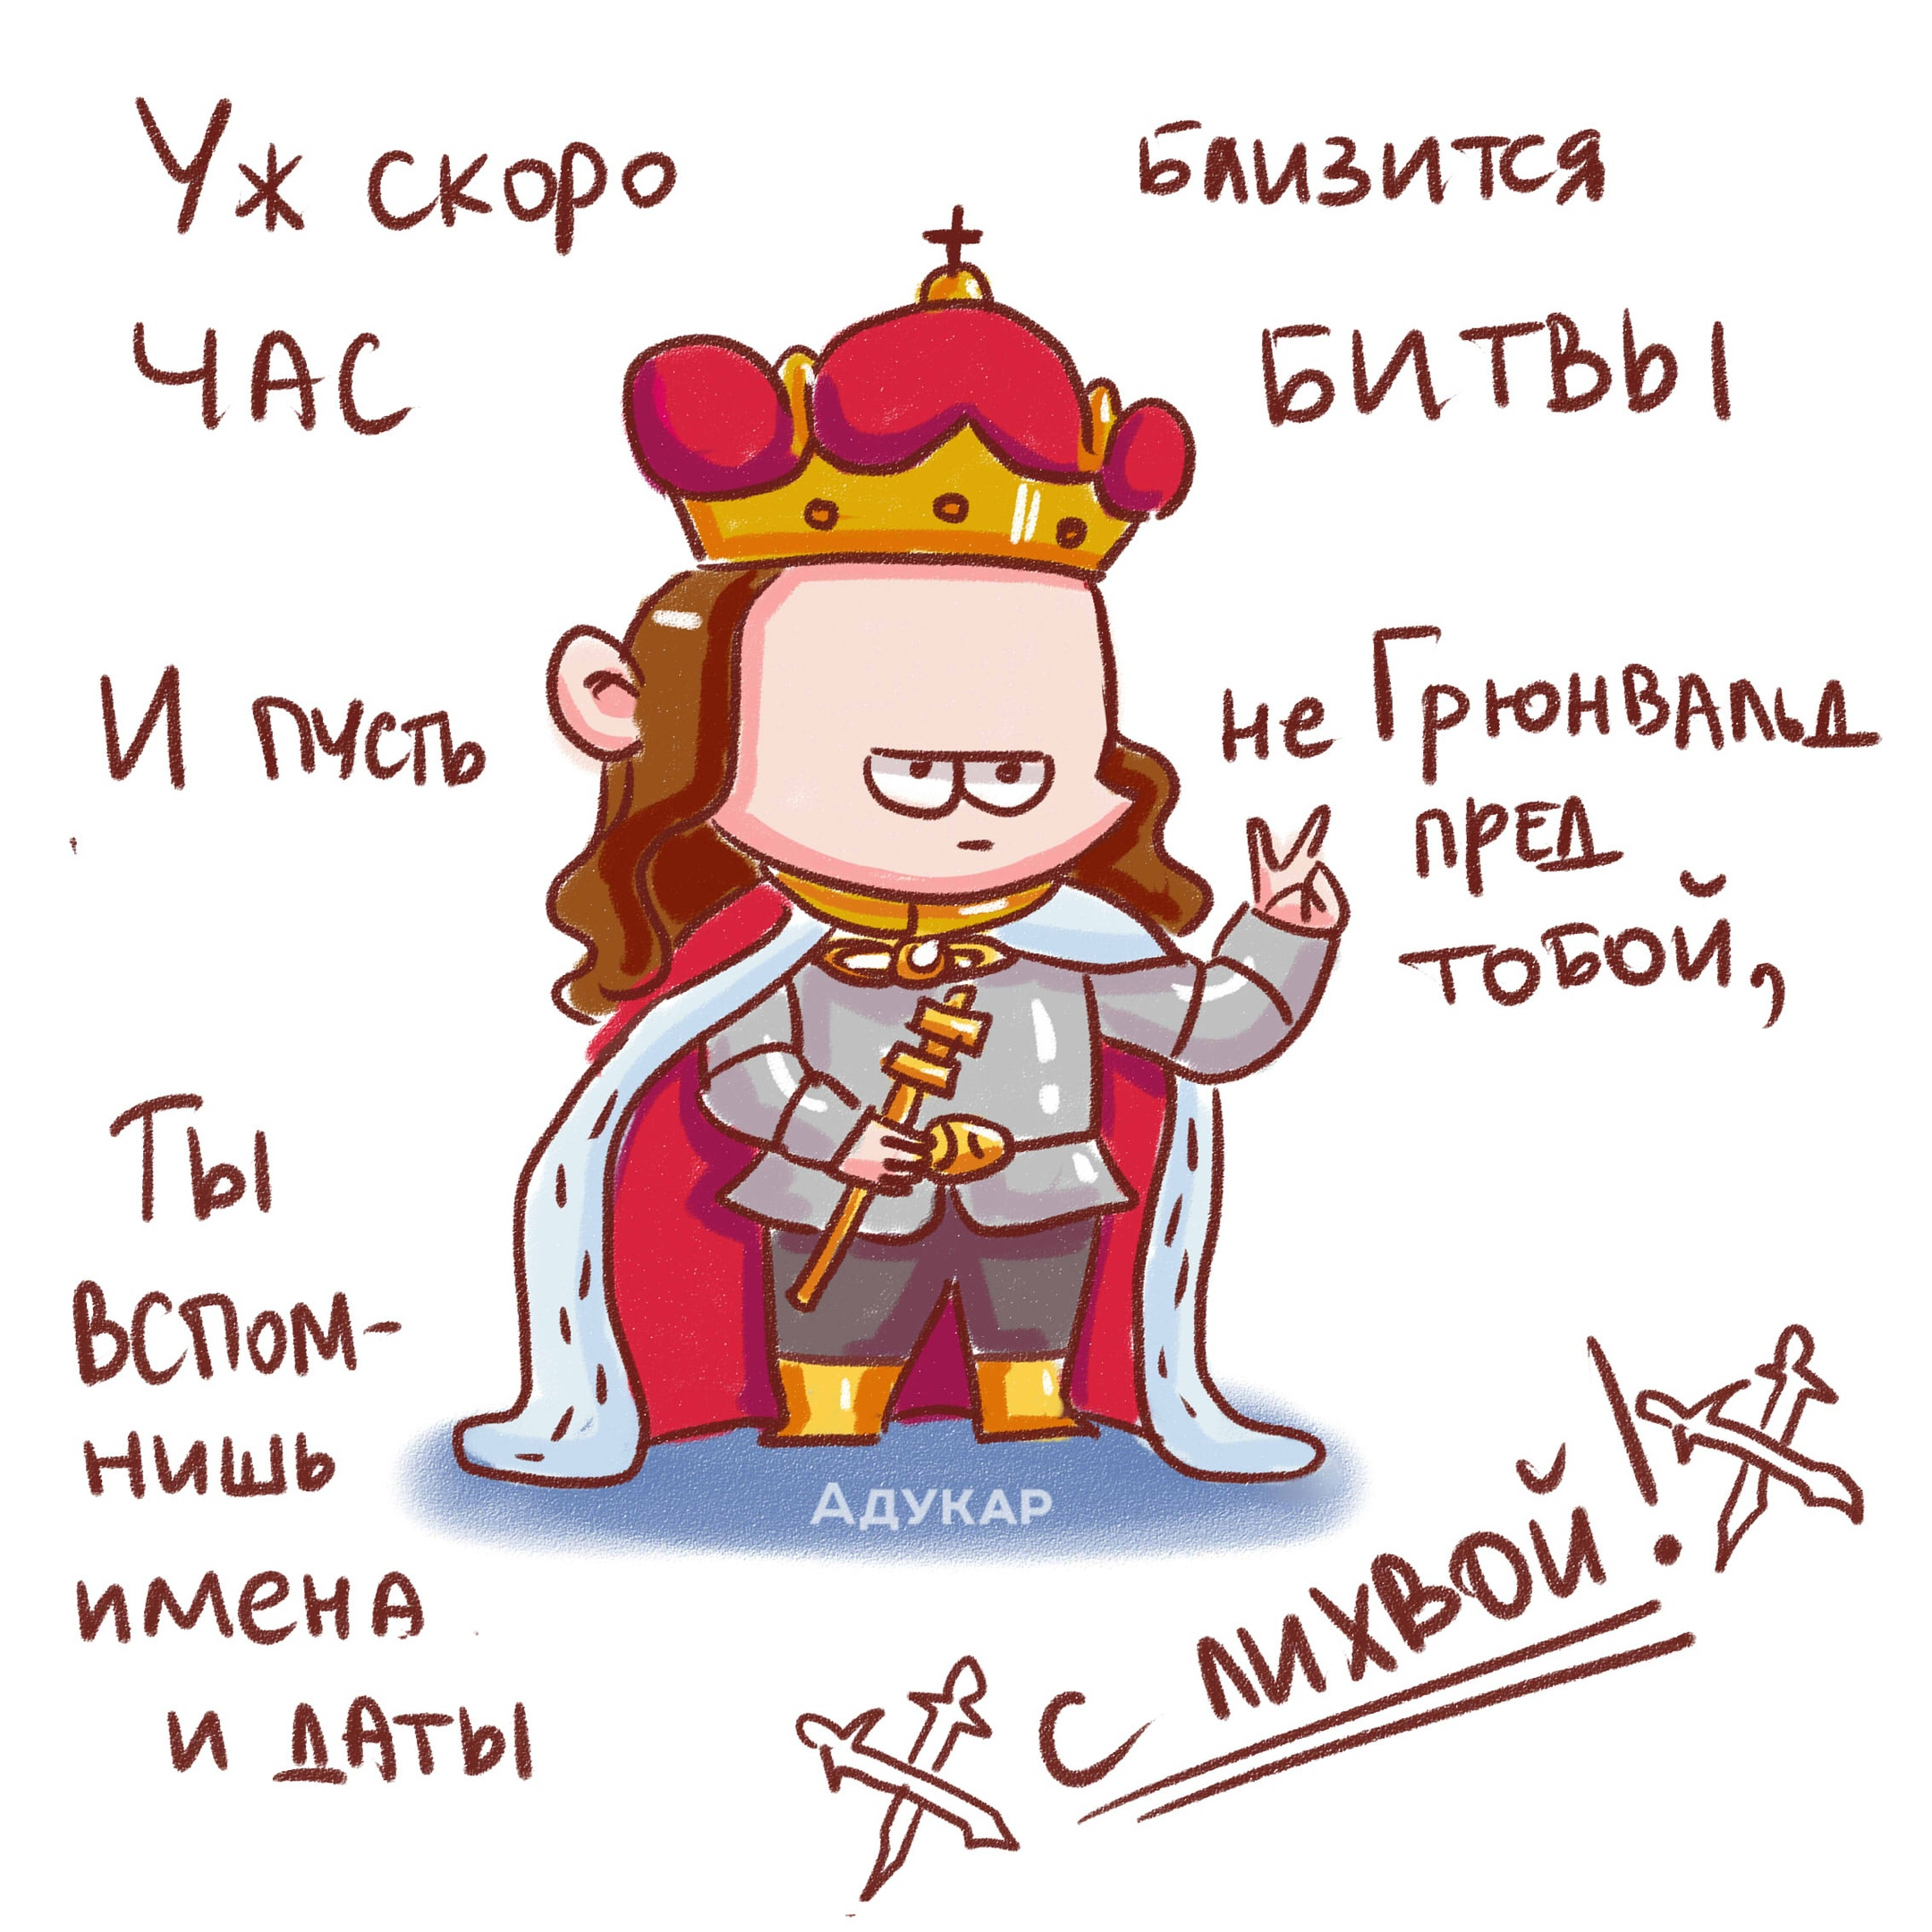 Уж скоро близится
час битвы
И пусть не Грюнвальд
пред
тобой,
Ты
вспом-
нишь
имена
и даты
с лихвой!
Адукар